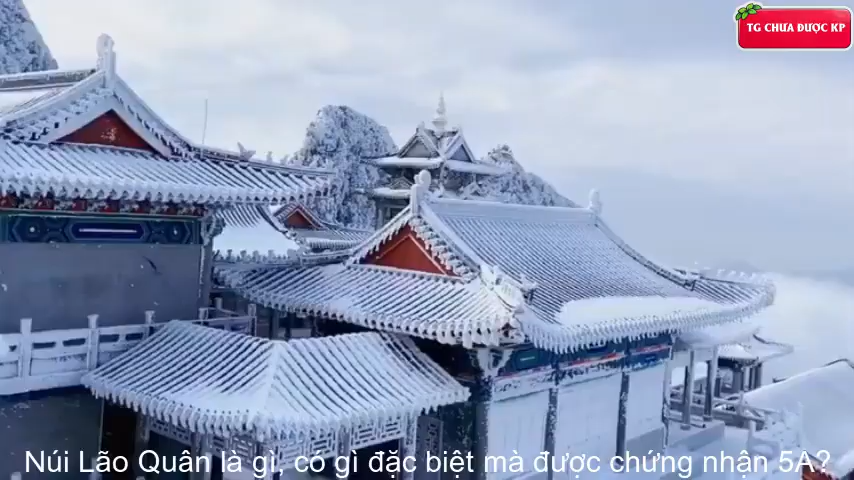 TG CHƯA ĐƯỢC KP
Núi Lão Quân là gì, có gì đặc biệt mà được chứng nhận 5A?